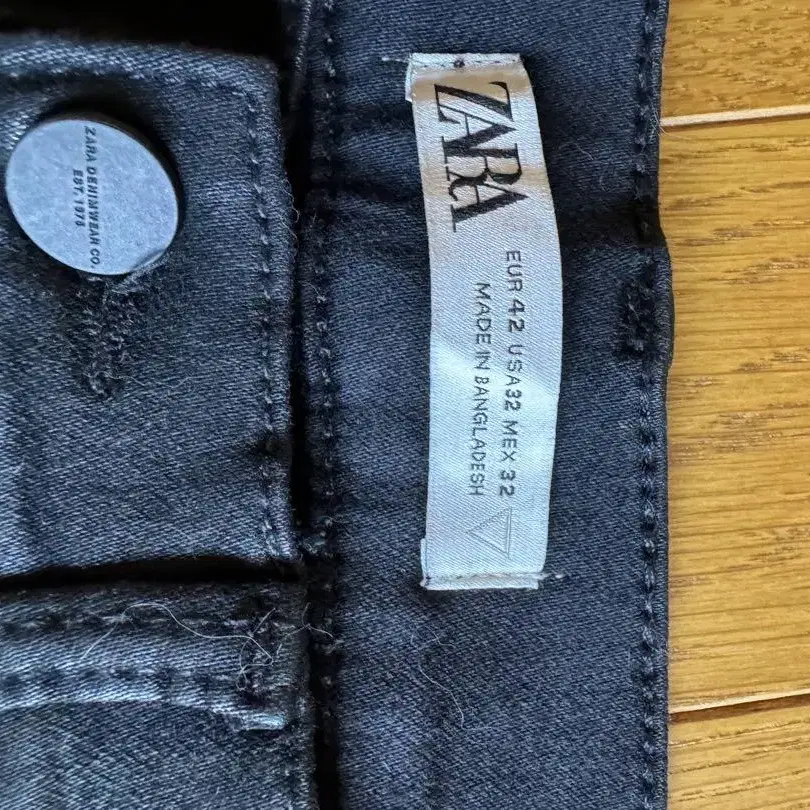 ZARA DENIMWEAR CO.
EST. 1975
ZARA
EUR 42 USA 32 MEX 32
MADE IN BANGLADESH